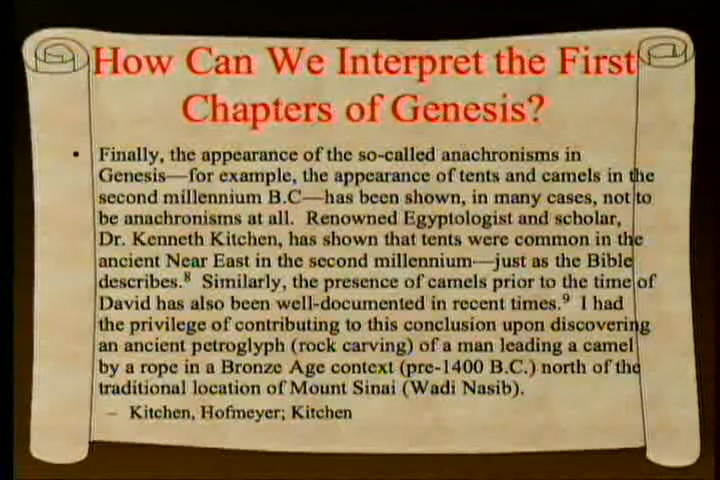 How Can We Interpret the First
Chapters of Genesis?
• Finally, the appearance of the so-called anachronisms in
Genesis—for example, the appearance of tents and camels in the
second millennium B.C—has been shown, in many cases, not to
be anachronisms at all. Renowned Egyptologist and scholar,
Dr. Kenneth Kitchen, has shown that tents were common in the
ancient Near East in the second millennium—just as the Bible
describes.⁸ Similarly, the presence of camels prior to the time of
David has also been well-documented in recent times.⁹ I had
the privilege of contributing to this conclusion upon discovering
an ancient petroglyph (rock carving) of a man leading a camel
by a rope in a Bronze Age context (pre-1400 B.C.) north of the
traditional location of Mount Sinai (Wadi Nasib).
– Kitchen, Hofmeyer; Kitchen